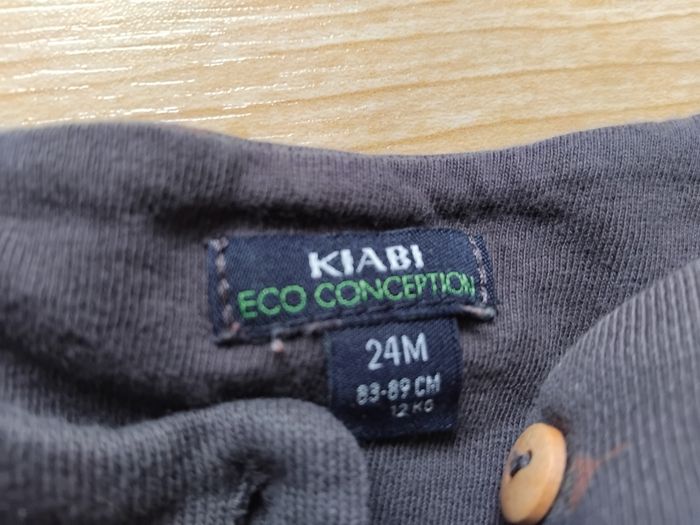 KIABI
ECO CONCEPTION
24M
83-89 CM
12 KG